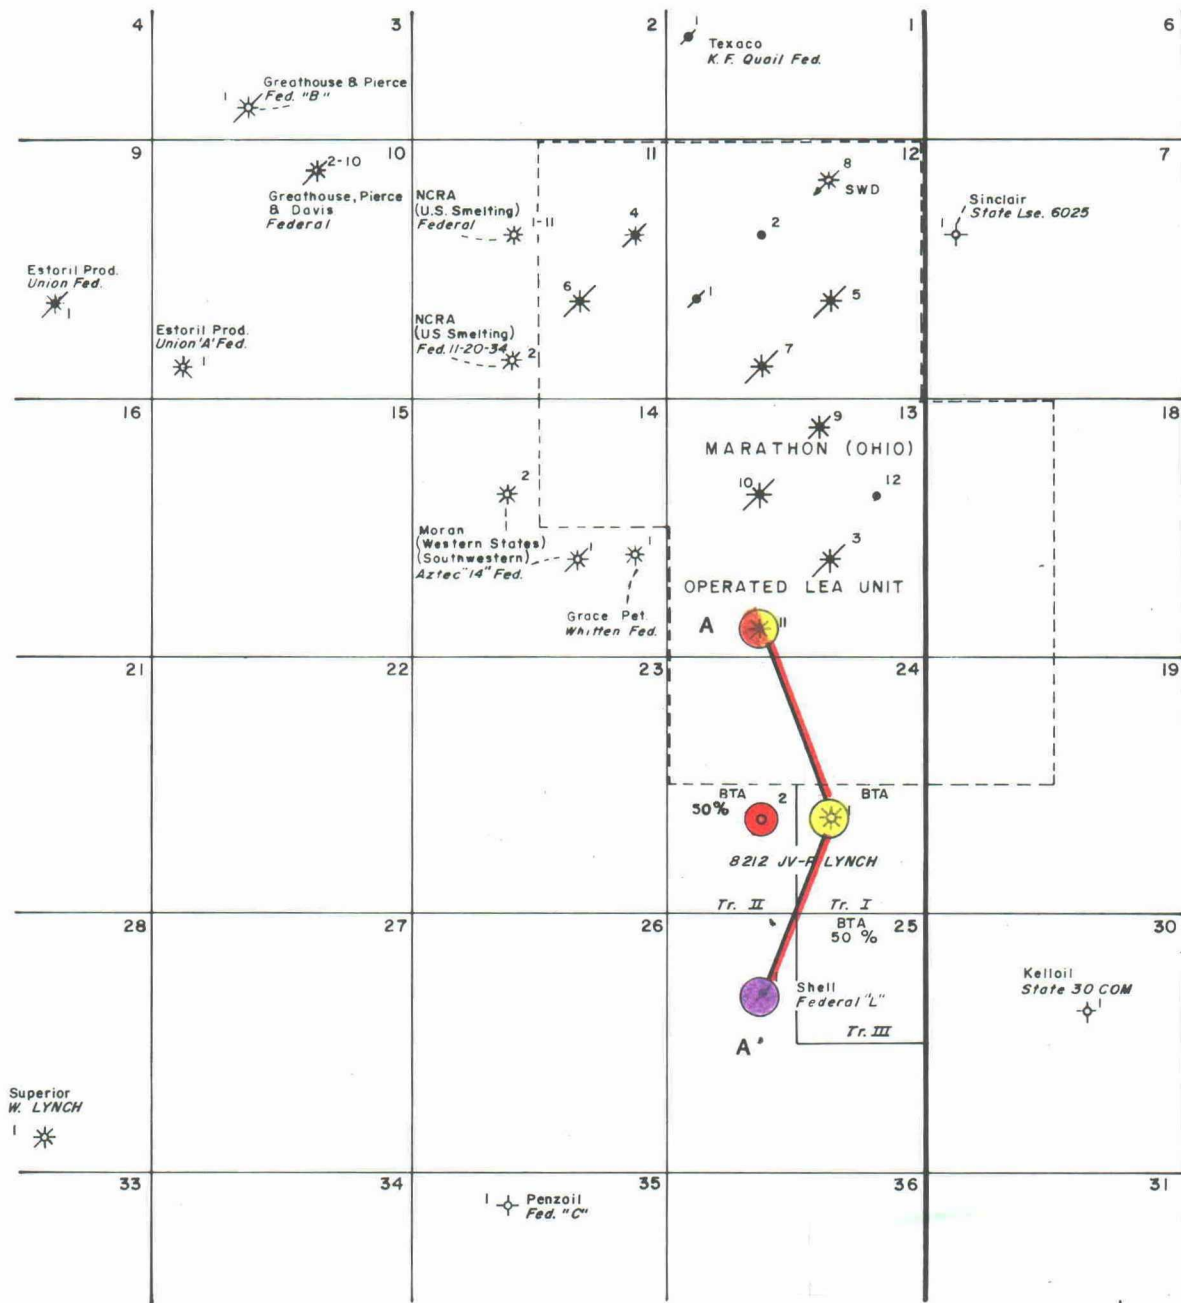 4
3
2
1
6
1
Texaco
K. F. Quail Fed.
Greathouse & Pierce
1
Fed. "B"
9
10
11
12
7
2-10
8
SWD
Greathouse, Pierce
& Davis
Federal
NCRA
(U.S. Smelting)
Federal
1-11
4
2
Sinclair
State Lse. 6025
1
Estoril Prod.
Union Fed.
1
6
1
5
Estoril Prod.
Union 'A' Fed.
1
NCRA
(US Smelting)
Fed. 11-20-34
2
7
16
15
14
13
18
9
MARATHON (OHIO)
2
10
12
Moran
(Western States)
(Southwestern)
Aztec "14" Fed.
1
1
3
OPERATED LEA UNIT
Grace Pet.
Whitten Fed.
A
11
21
22
23
24
19
BTA
50%
2
BTA
1
8212 JV-P LYNCH
Tr. II
Tr. I
28
27
26
25
30
BTA
50 %
Shell
Federal "L"
Kelloil
State 30 COM
1
Tr. III
A'
Superior
W. LYNCH
1
33
34
35
36
31
1
Penzoil
Fed. "C"